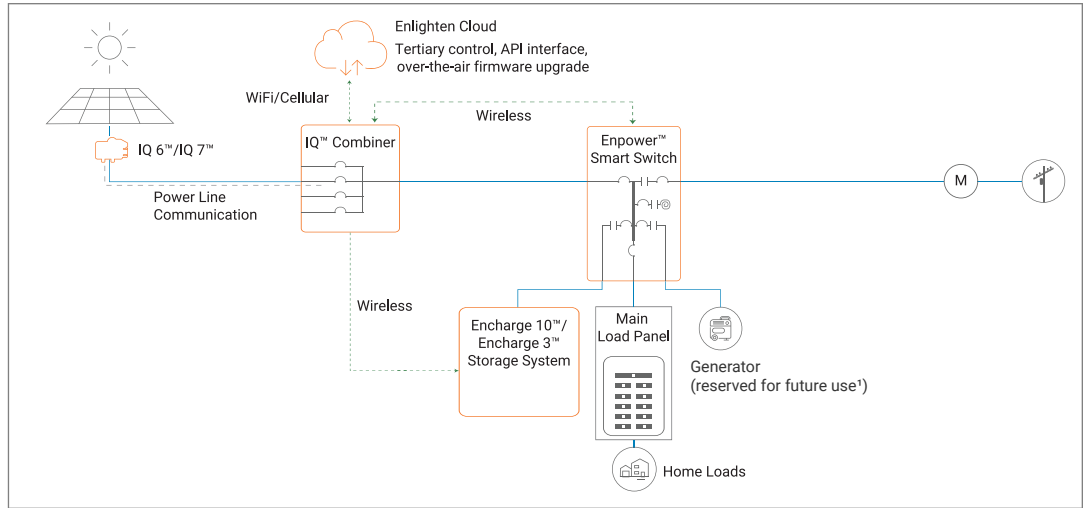 Enlighten Cloud
Tertiary control, API interface,
over-the-air firmware upgrade
WiFi/Cellular
Wireless
IQ™ Combiner
Enpower™
Smart Switch
IQ 6™/IQ 7™
M
Power Line
Communication
Wireless
Encharge 10™/
Encharge 3™
Storage System
Main
Load Panel
Generator
(reserved for future use¹)
Home Loads